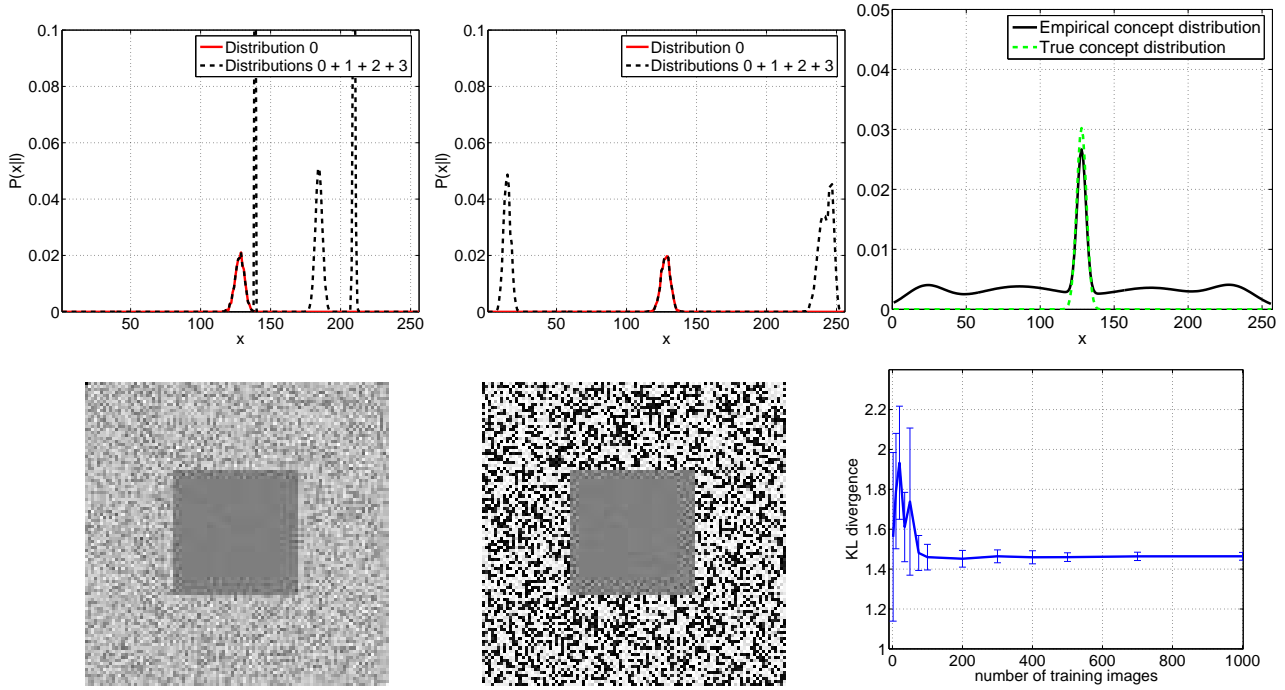 Distribution 0
Distributions 0 + 1 + 2 + 3
0.1
0.08
0.06
0.04
0.02
0
P(x|l)
50 100 150 200 250
x
Distribution 0
Distributions 0 + 1 + 2 + 3
0.1
0.08
0.06
0.04
0.02
0
P(x|l)
50 100 150 200 250
x
Empirical concept distribution
True concept distribution
0.05
0.04
0.03
0.02
0.01
0.00
0 50 100 150 200 250
x
2.2
2
1.8
1.6
1.4
1.2
1
KL divergence
0 200 400 600 800 1000
number of training images